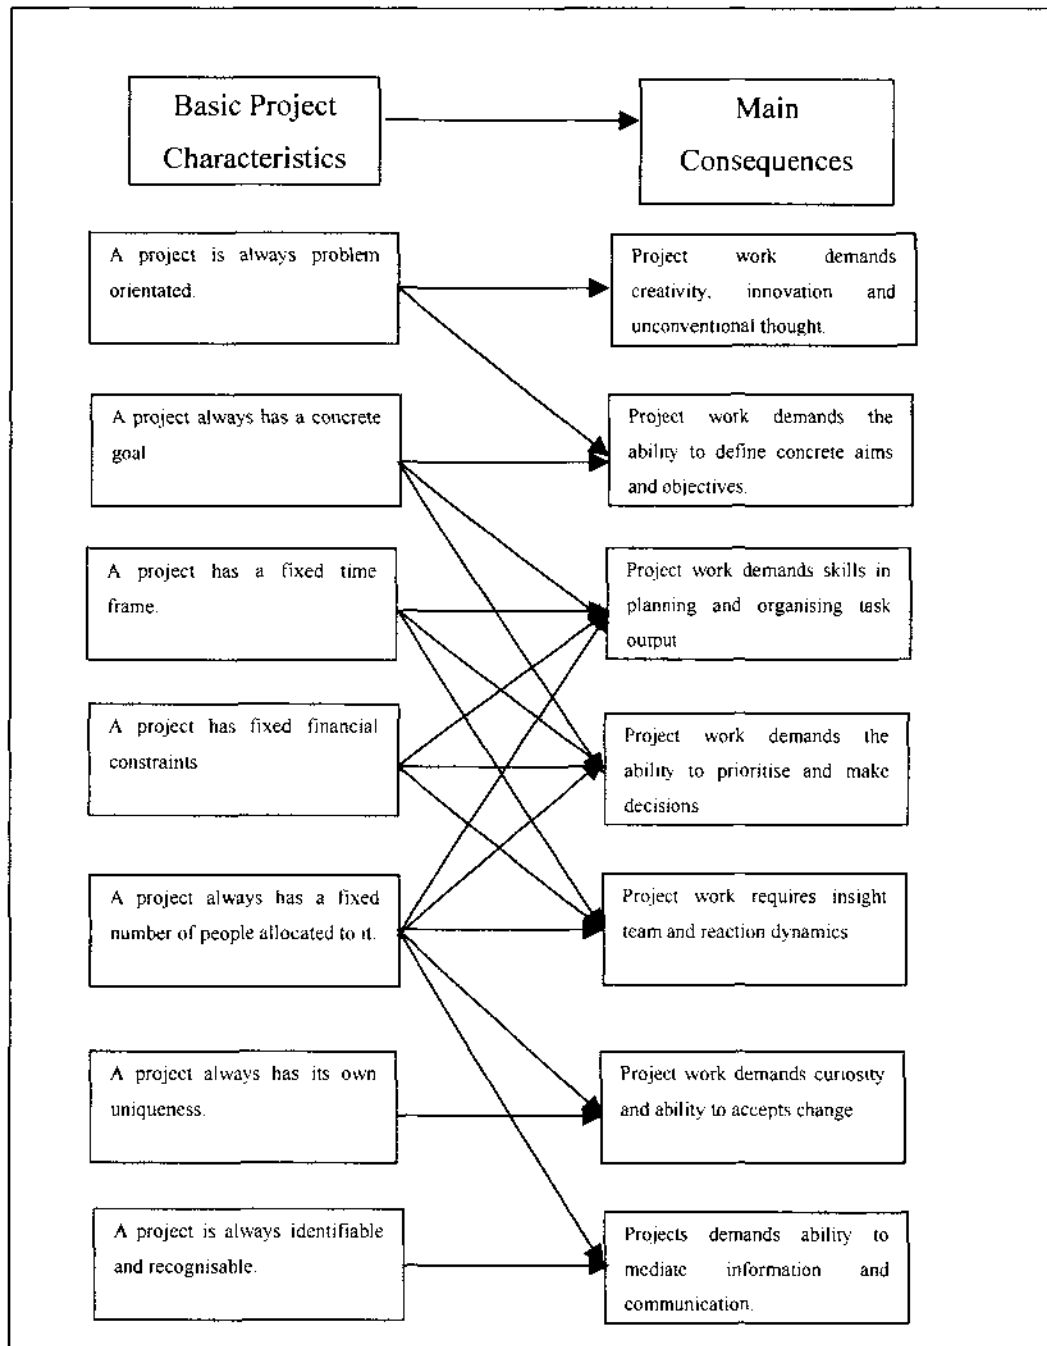 Basic Project
Characteristics
Main
Consequences
A project is always problem
orientated.
Project work demands
creativity, innovation and
unconventional thought.
A project always has a concrete
goal
Project work demands the
ability to define concrete aims
and objectives.
A project has a fixed time
frame.
Project work demands skills in
planning and organising task
output
A project has fixed financial
constraints
Project work demands the
ability to prioritise and make
decisions
A project always has a fixed
number of people allocated to it.
Project work requires insight
team and reaction dynamics
A project always has its own
uniqueness.
Project work demands curiosity
and ability to accepts change
A project is always identifiable
and recognisable.
Projects demands ability to
mediate information and
communication.